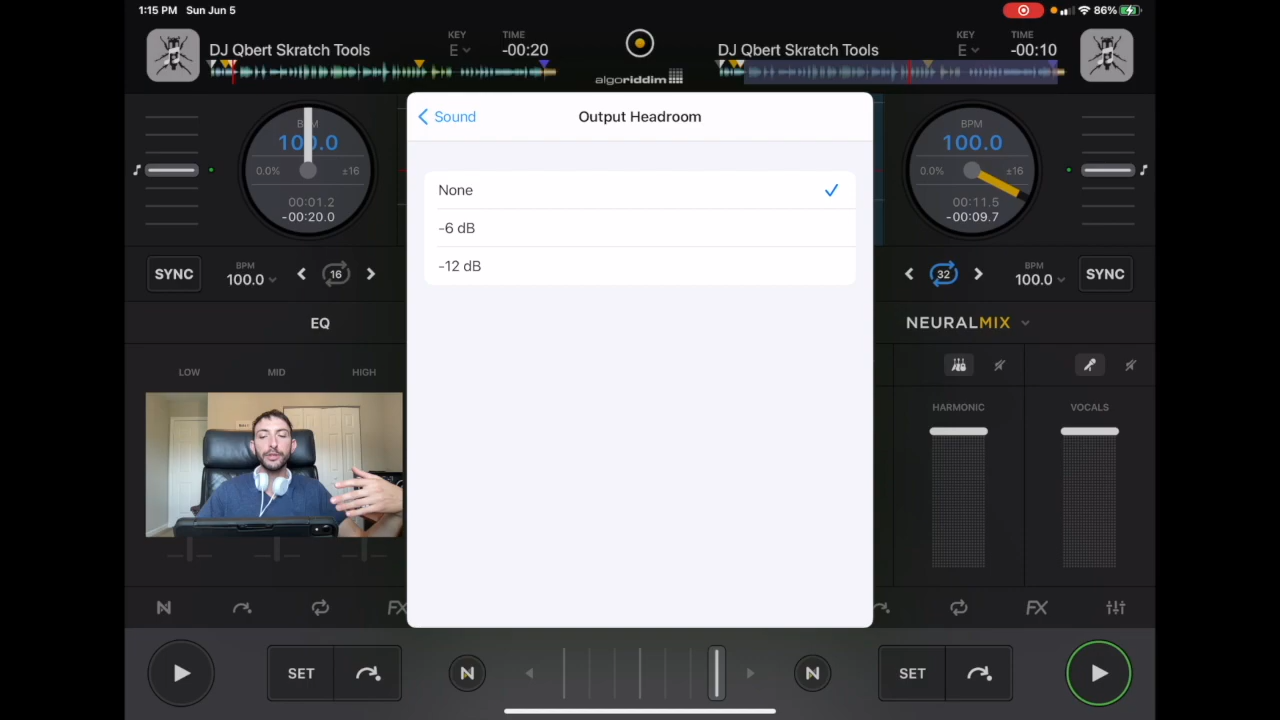 1:15 PM Sun Jun 5
86%
DJ Qbert Skratch Tools
KEY
E
TIME
-00:20
algoriddim
DJ Qbert Skratch Tools
KEY
E
TIME
-00:10
Sound
Output Headroom
None
-6 dB
-12 dB
BPM
100.0
0.0%
±16
00:01.2
-00:20.0
BPM
100.0
0.0%
±16
00:11.5
-00:09.7
SYNC
BPM
100.0
16
32
BPM
100.0
SYNC
EQ
NEURALMIX
LOW
MID
HIGH
HARMONIC
VOCALS
FX
FX
SET
SET